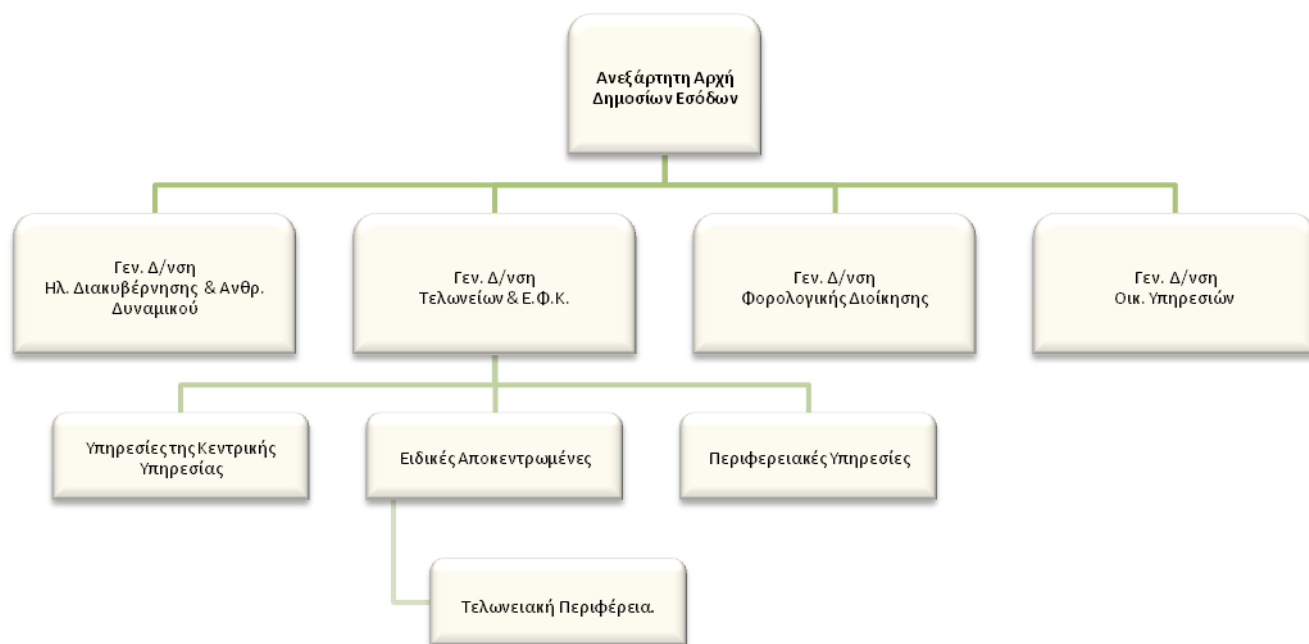 Ανεξάρτητη Αρχή
Δημοσίων Εσόδων
Γεν. Δ/νση
Ηλ. Διακυβέρνησης & Ανθρ.
Δυναμικού
Γεν. Δ/νση
Τελωνείων & Ε.Φ.Κ.
Γεν. Δ/νση
Φορολογικής Διοίκησης
Γεν. Δ/νση
Οικ. Υπηρεσιών
Υπηρεσίες της Κεντρικής
Υπηρεσίας
Ειδικές Αποκεντρωμένες
Περιφερειακές Υπηρεσίες
Τελωνειακή Περιφέρεια.